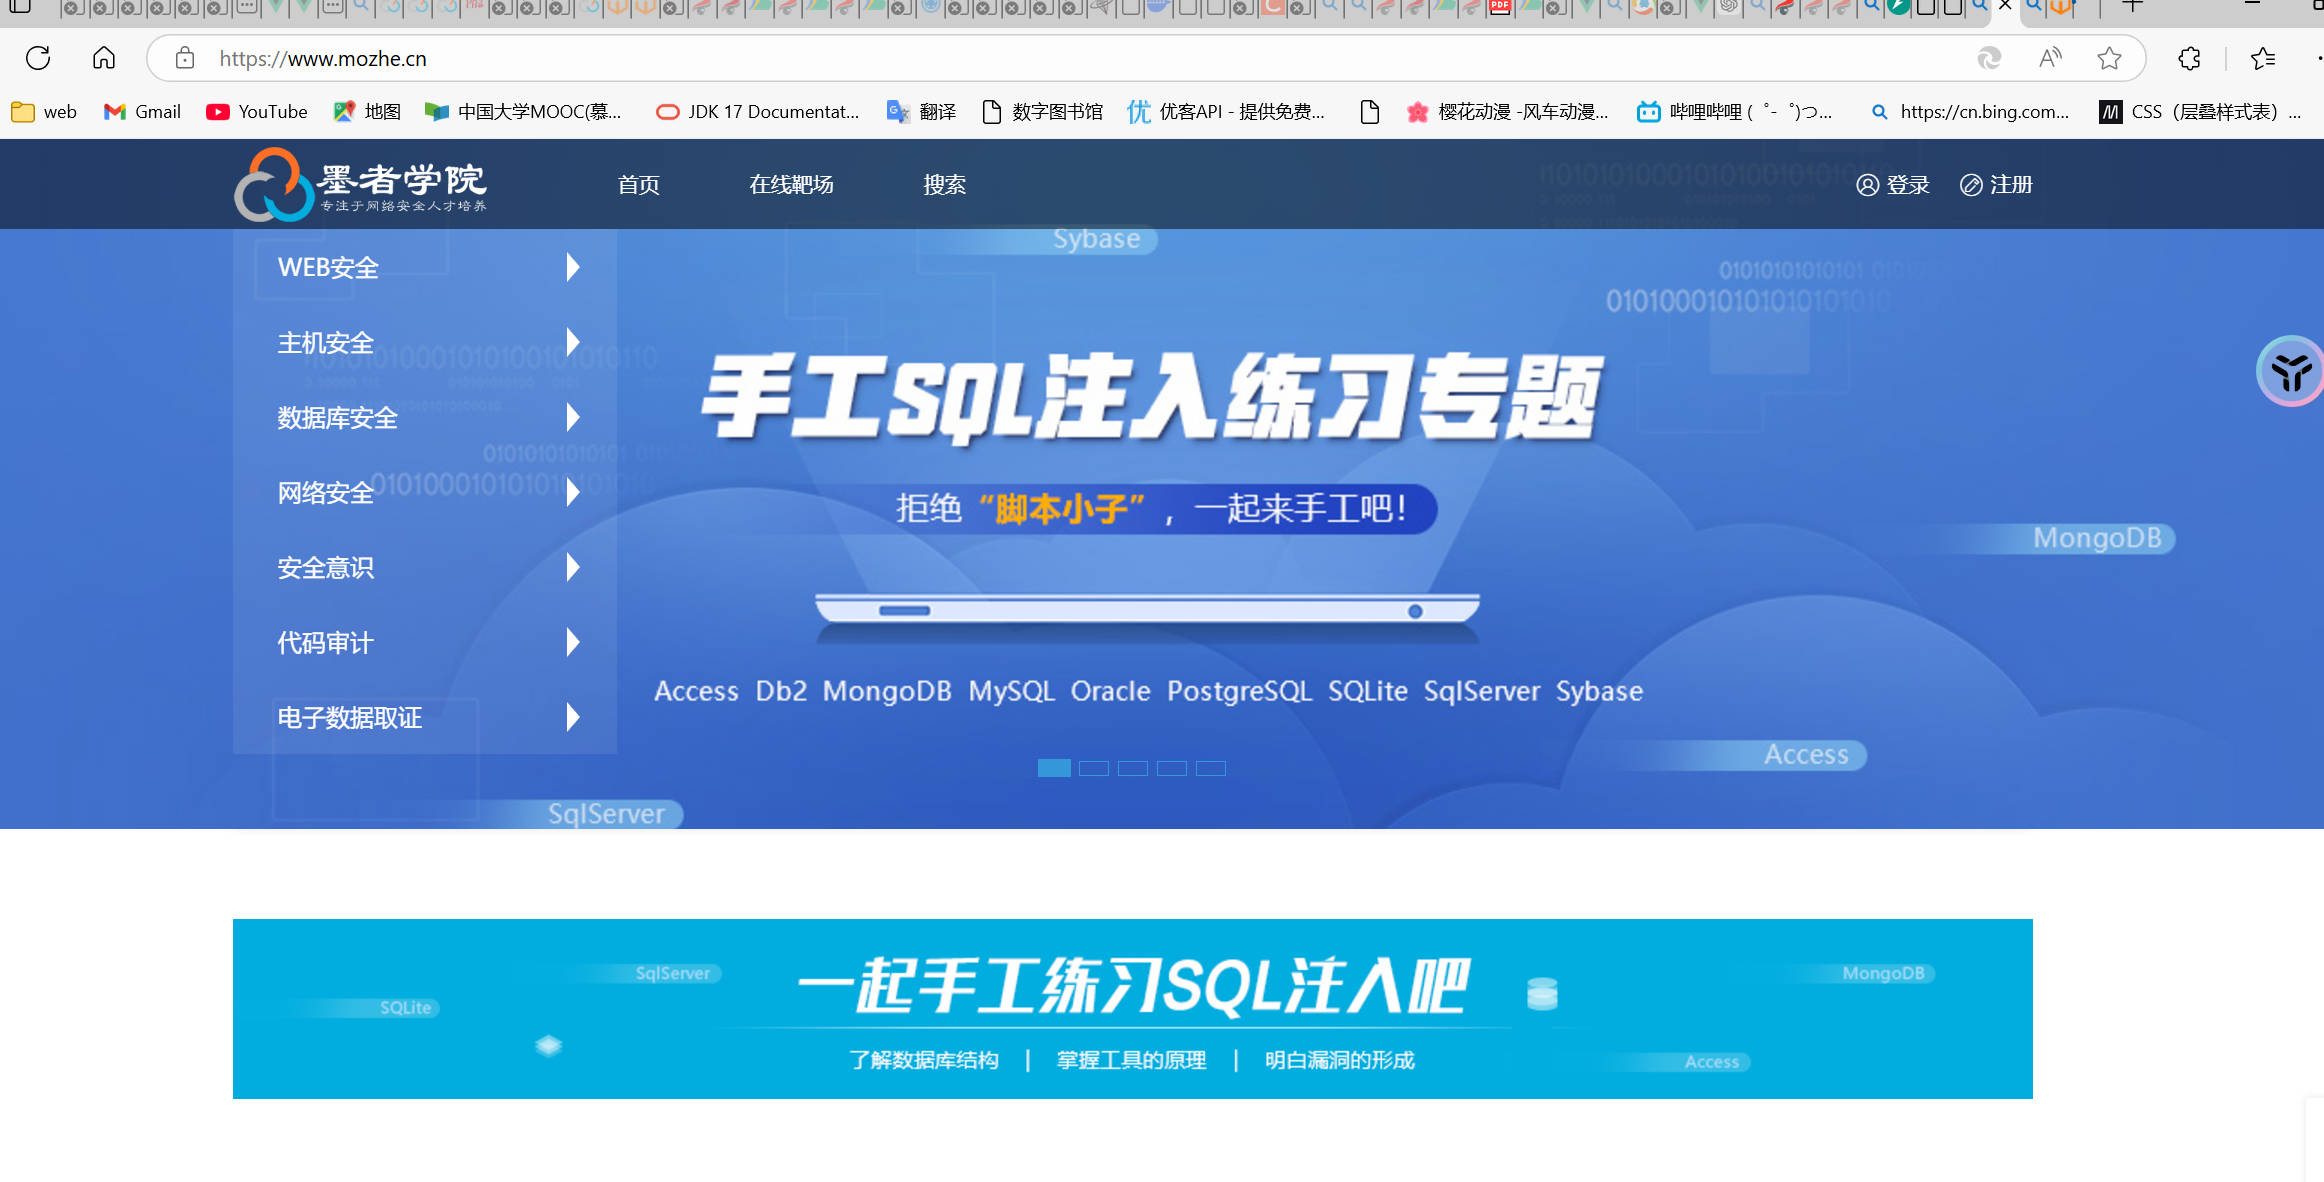 https://www.mozhe.cn
web
Gmail
YouTube
地图
中国大学MOOC(慕...
JDK 17 Documentat...
翻译
数字图书馆
优客API - 提供免费...
樱花动漫 -风车动漫...
哔哩哔哩 ( ゜- ゜)つ...
https://cn.bing.com...
CSS（层叠样式表）...
墨者学院
专注于网络安全人才培养
首页
在线靶场
搜索
登录
注册
WEB安全
主机安全
数据库安全
网络安全
安全意识
代码审计
电子数据取证
Sybase
手工SQL注入练习专题
拒绝“脚本小子”，一起来手工吧！
MongoDB
Access Db2 MongoDB MySQL Oracle PostgreSQL SQLite SqlServer Sybase
Access
SqlServer
SqlServer
SQLite
一起手工练习SQL注入吧
MongoDB
了解数据库结构 | 掌握工具的原理 | 明白漏洞的形成
Access